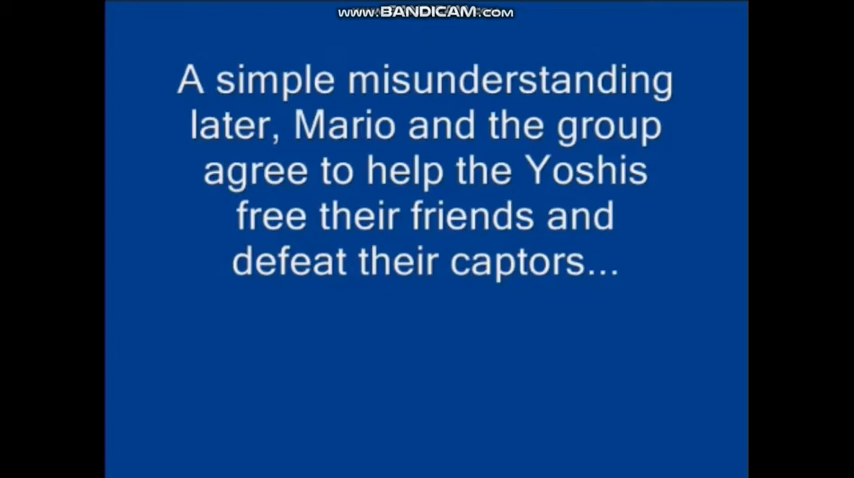 www.BANDICAM.com
A simple misunderstanding
later, Mario and the group
agree to help the Yoshis
free their friends and
defeat their captors...